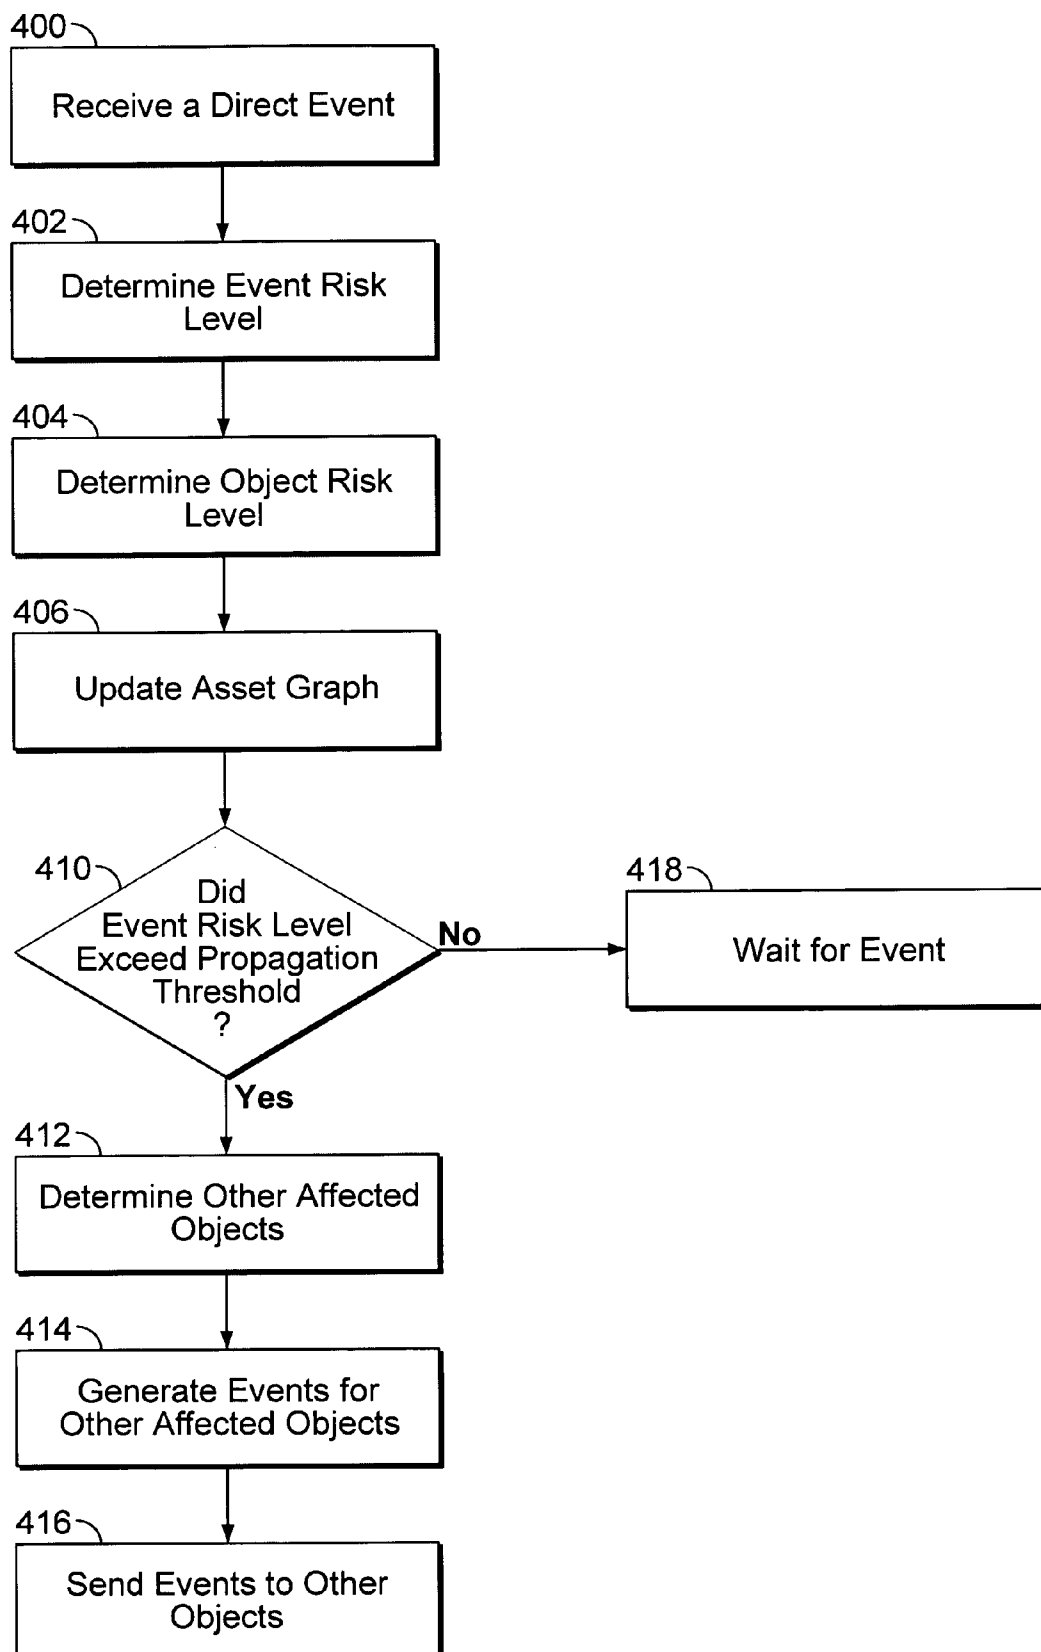 400
Receive a Direct Event
402
Determine Event Risk
Level
404
Determine Object Risk
Level
406
Update Asset Graph
410
Did
Event Risk Level
Exceed Propagation
Threshold
?
No
418
Wait for Event
Yes
412
Determine Other Affected
Objects
414
Generate Events for
Other Affected Objects
416
Send Events to Other
Objects